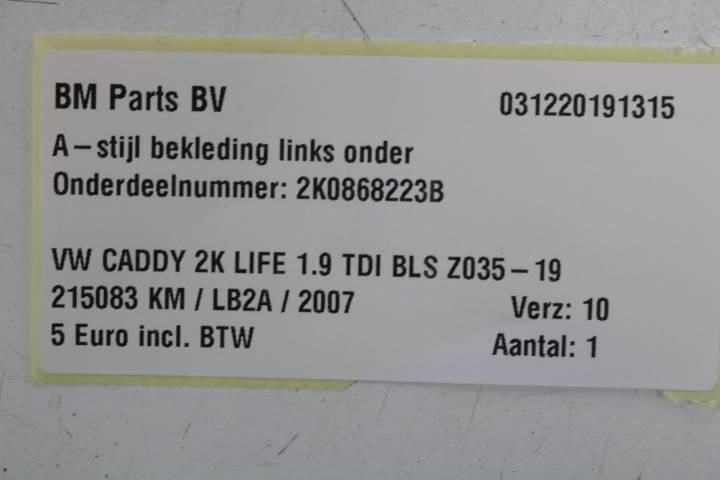 BM Parts BV 031220191315
A-stijl bekleding links onder
Onderdeelnummer: 2K0868223B
VW CADDY 2K LIFE 1.9 TDI BLS Z035-19
215083 KM / LB2A / 2007 Verz: 10
5 Euro incl. BTW Aantal: 1